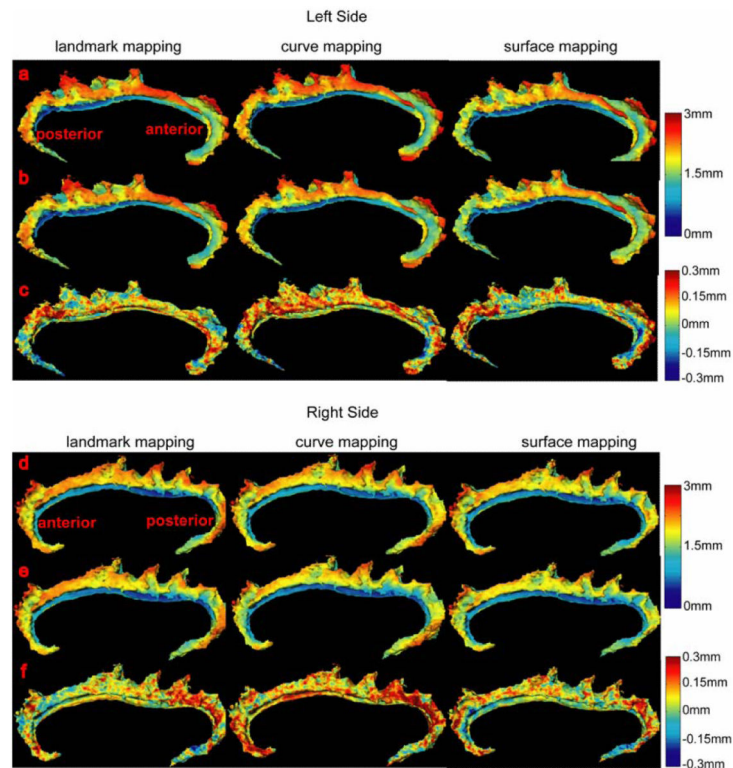 Left Side
landmark mapping curve mapping surface mapping
a
posterior anterior
3mm
1.5mm
0mm
b
c
0.3mm
0.15mm
0mm
-0.15mm
-0.3mm
Right Side
landmark mapping curve mapping surface mapping
d
anterior posterior
3mm
1.5mm
0mm
e
f
0.3mm
0.15mm
0mm
-0.15mm
-0.3mm